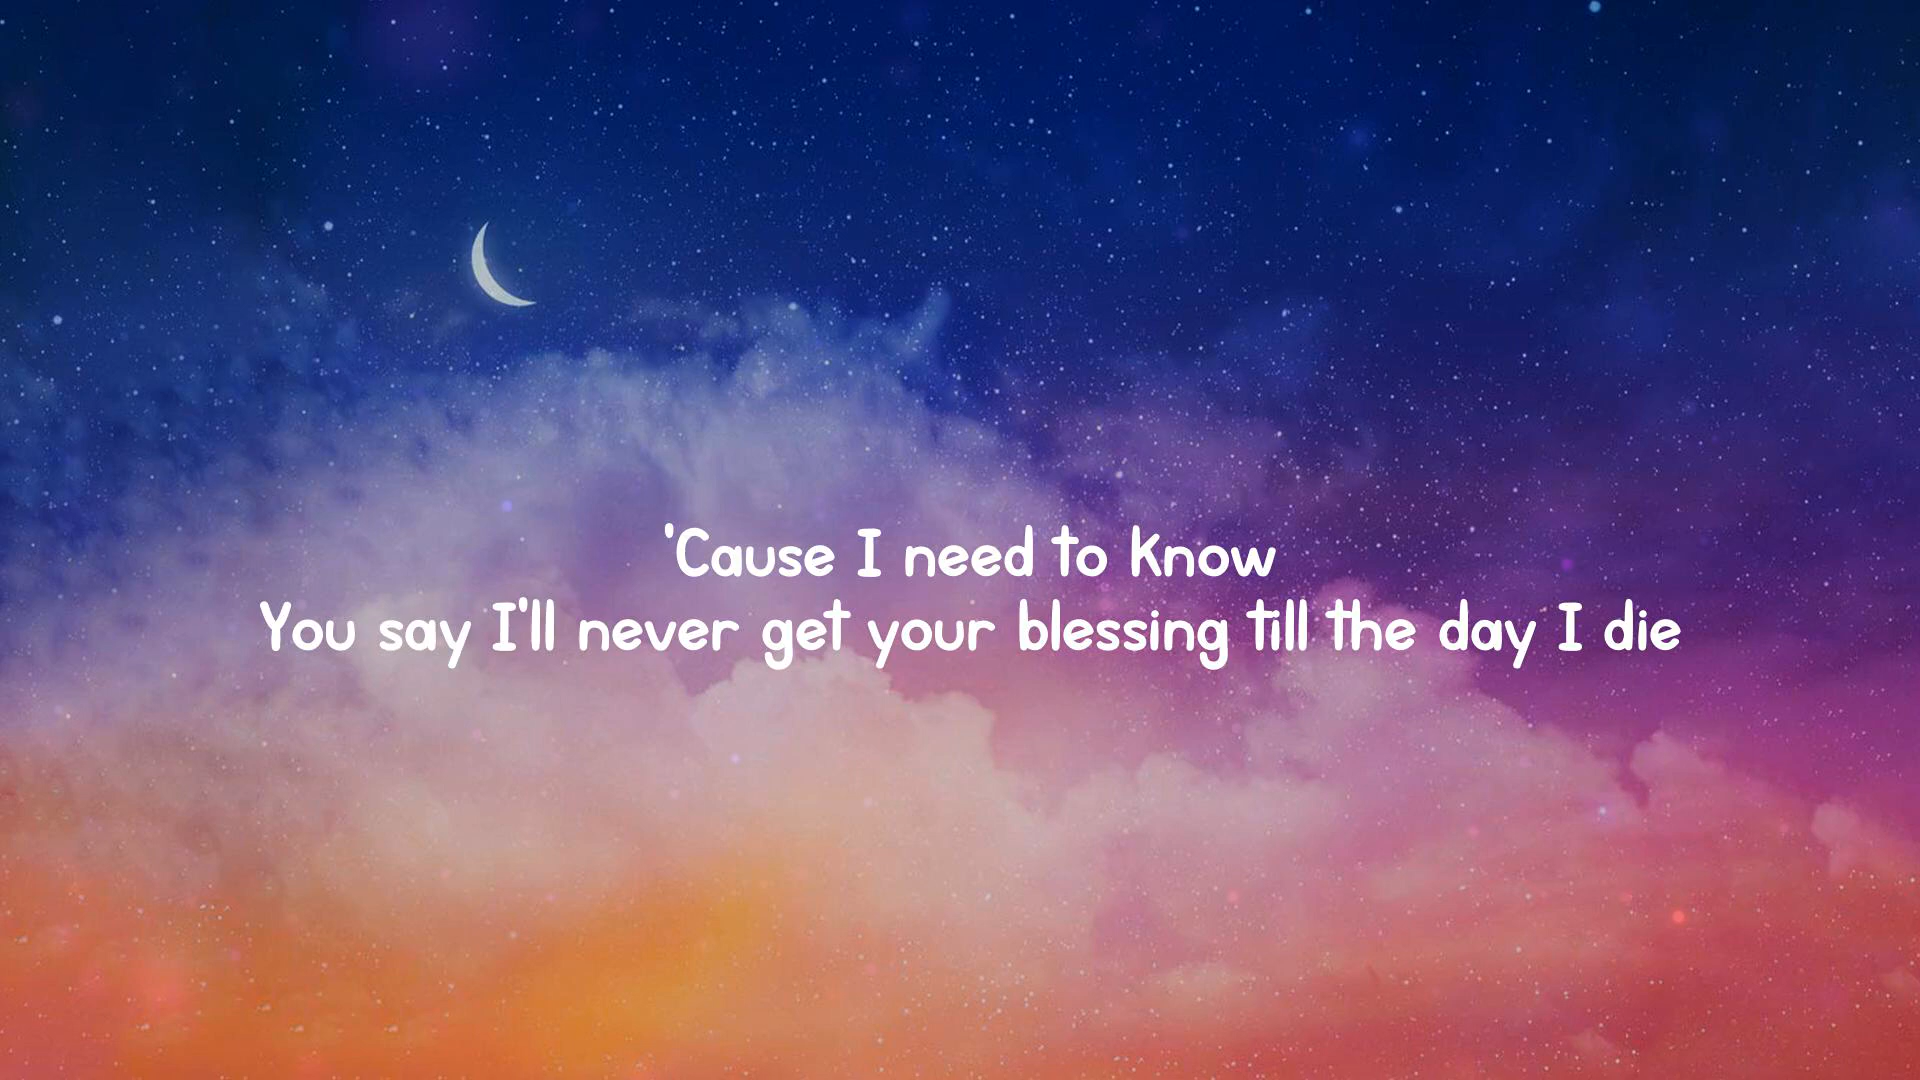 'Cause I need to know
You say I'll never get your blessing till the day I die